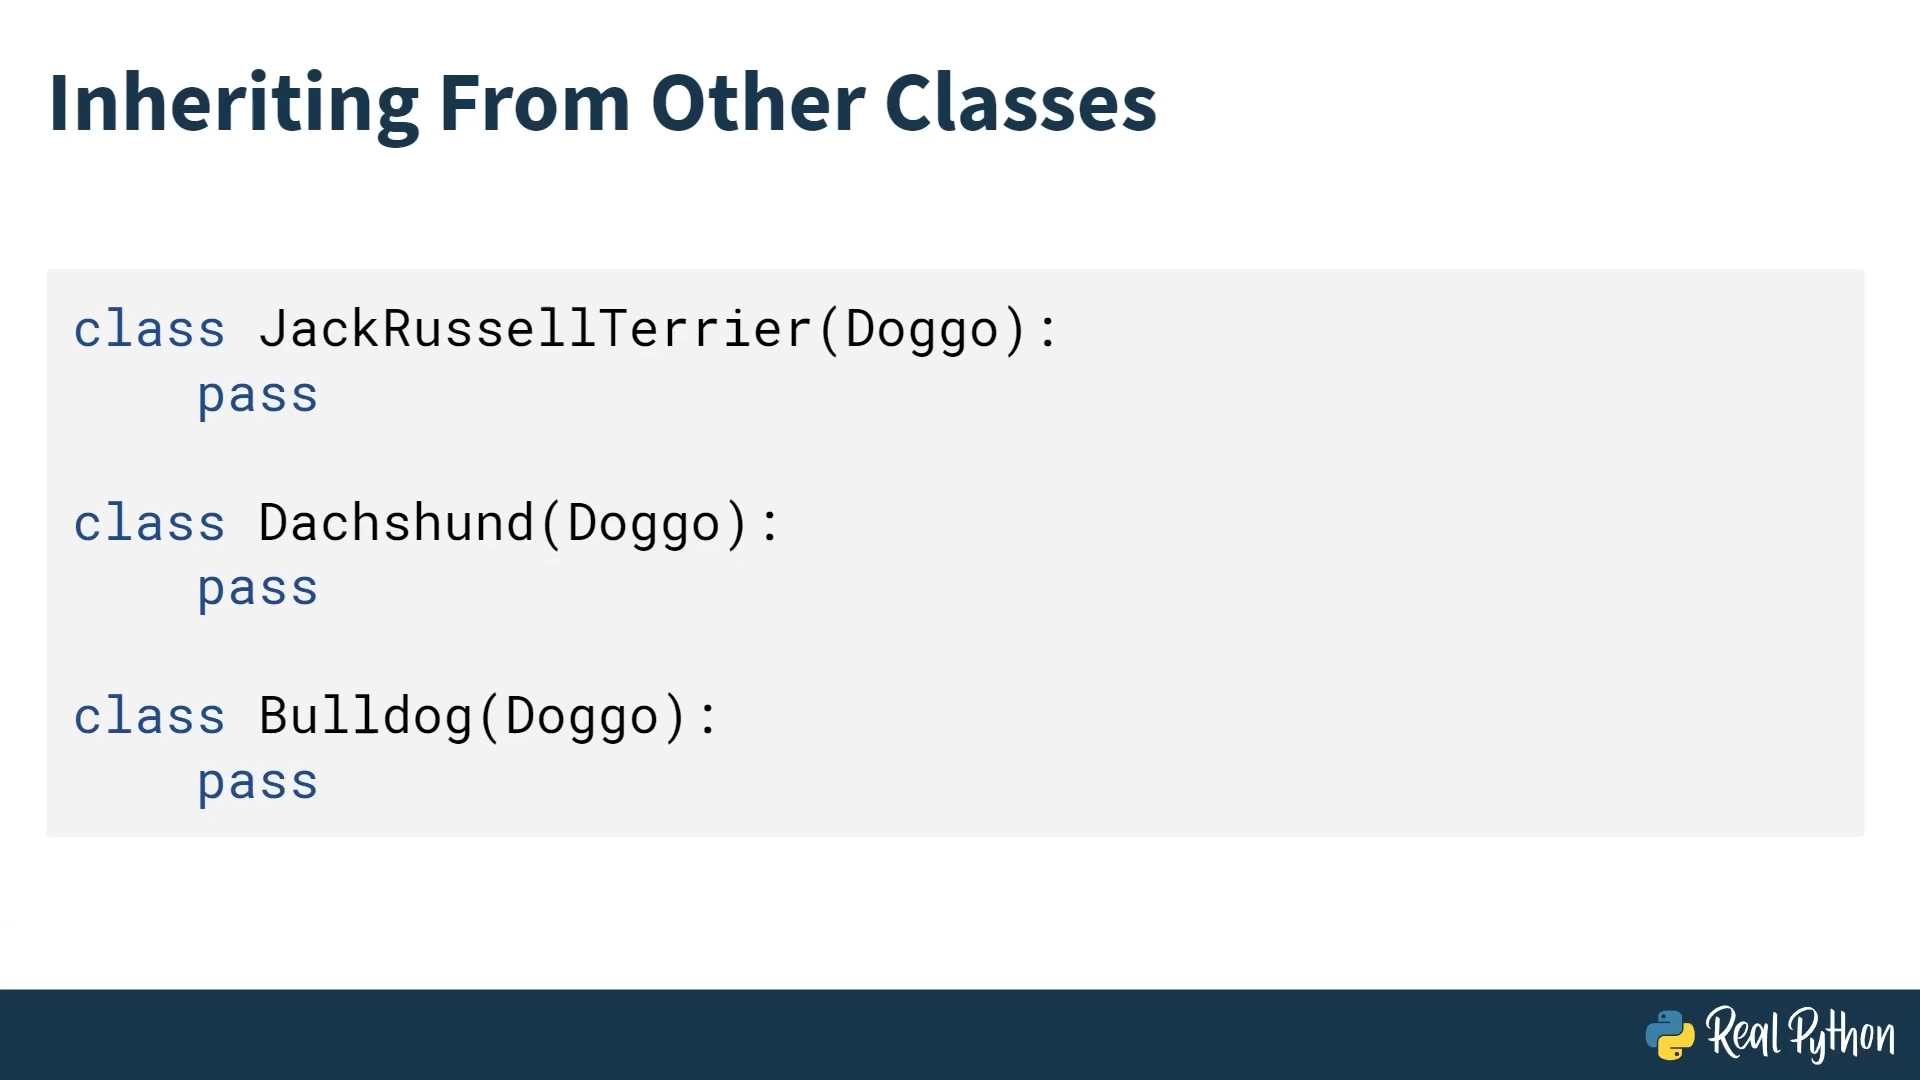 Inheriting From Other Classes
class JackRussellTerrier(Doggo):
    pass
class Dachshund(Doggo):
    pass
class Bulldog(Doggo):
    pass
Real Python